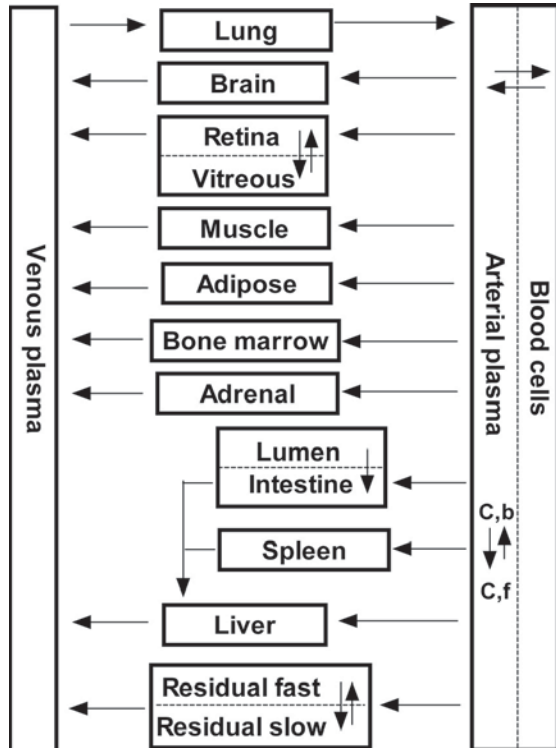 Lung
Brain
Retina
Vitreous
Muscle
Adipose
Bone marrow
Adrenal
Lumen
Intestine
Spleen
Liver
Residual fast
Residual slow
Venous plasma
Arterial plasma
Blood cells
C,b
C,f